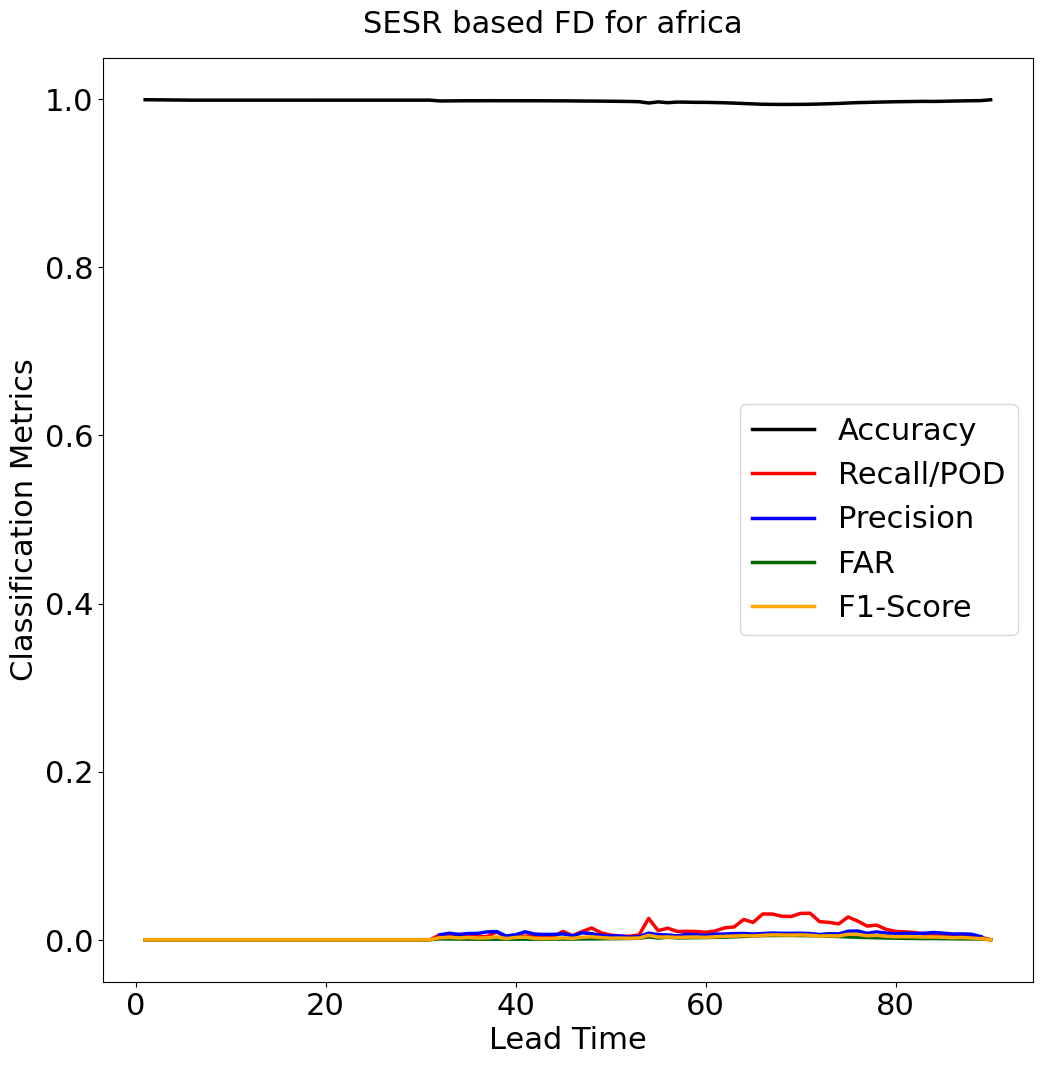 SESR based FD for africa
1.0
0.8
0.6
0.4
0.2
0.0
Classification Metrics
Accuracy
Recall/POD
Precision
FAR
F1-Score
0 20 40 60 80
Lead Time